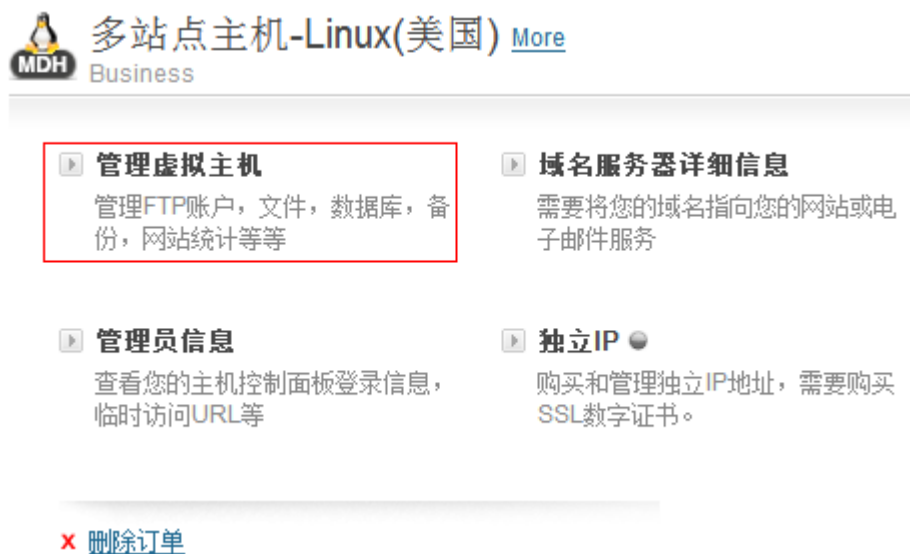 多站点主机-Linux(美国) More
MDH
Business
管理虚拟主机
管理FTP账户，文件，数据库，备
份，网站统计等等
域名服务器详细信息
需要将您的域名指向您的网站或电
子邮件服务
管理员信息
查看您的主机控制面板登录信息，
临时访问URL等
独立IP
购买和管理独立IP地址，需要购买
SSL数字证书。
x 删除订单